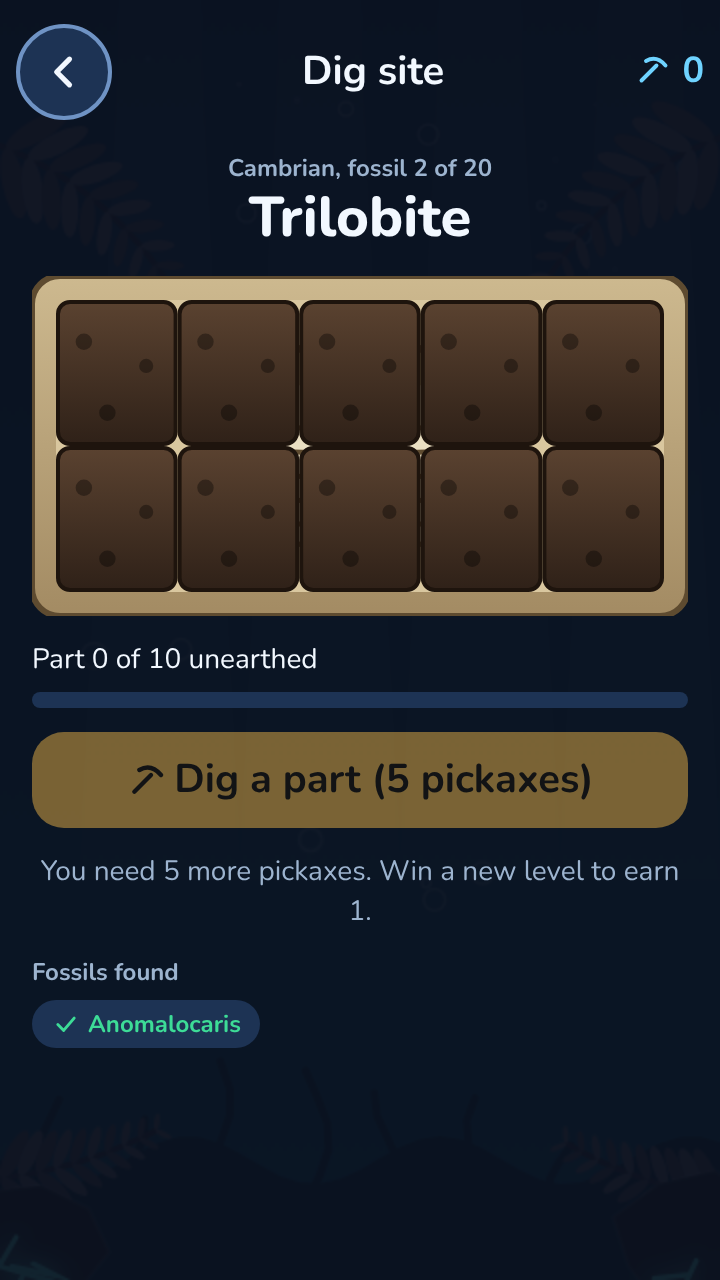 Dig site
0
Cambrian, fossil 2 of 20
Trilobite
Part 0 of 10 unearthed
Dig a part (5 pickaxes)
You need 5 more pickaxes. Win a new level to earn
1.
Fossils found
Anomalocaris